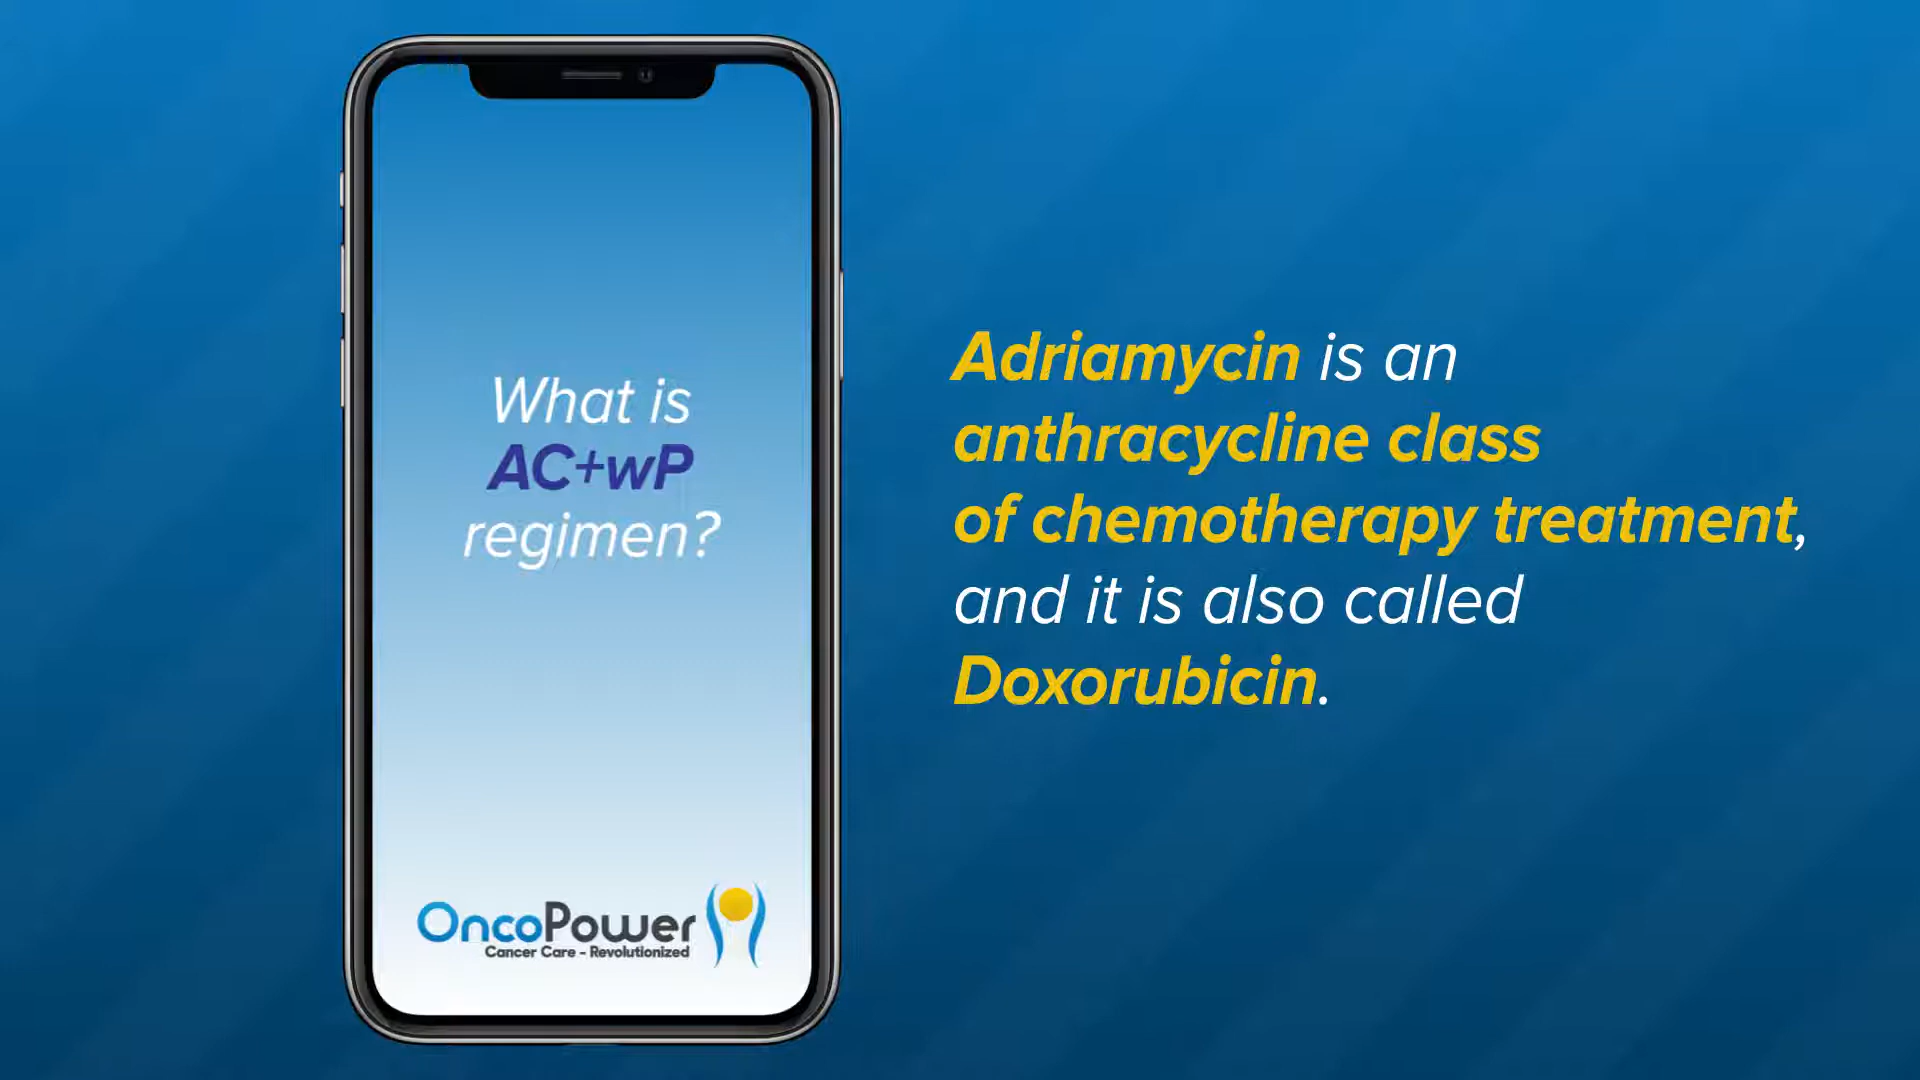 What is
AC+wP
regimen?
OncoPower
Cancer Care - Revolutionized
Adriamycin is an
anthracycline class
of chemotherapy treatment,
and it is also called
Doxorubicin.